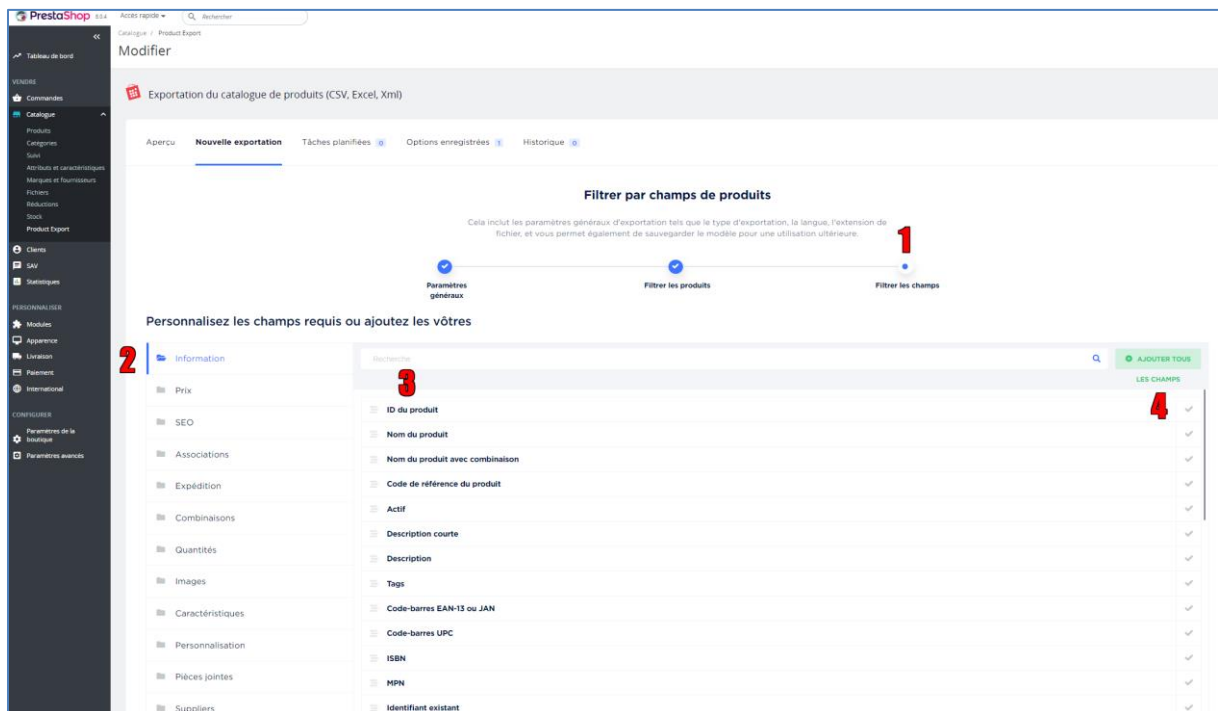 PrestaShop 8.0.4 Accès rapide Rechercher
Catalogue / Product Export
Modifier
Tableau de bord
VENDRE
Commandes
Catalogue
Produits
Catégories
Suivi
Attributs et caractéristiques
Marques et fournisseurs
Fichiers
Réductions
Stock
Product Export
Clients
SAV
Statistiques
PERSONNALISER
Modules
Apparence
Livraison
Paiement
International
CONFIGURER
Paramètres de la
boutique
Paramètres avancés
Exportation du catalogue de produits (CSV, Excel, Xml)
Aperçu Nouvelle exportation Tâches planifiées 0 Options enregistrées 1 Historique 0
Filtrer par champs de produits
Cela inclut les paramètres généraux d'exportation tels que le type d'exportation, la langue, l'extension de
fichier, et vous permet également de sauvegarder le modèle pour une utilisation ultérieure.
1
Paramètres
généraux
Filtrer les produits
Filtrer les champs
Personnalisez les champs requis ou ajoutez les vôtres
2
Information
Prix
SEO
Associations
Expédition
Combinaisons
Quantités
Images
Caractéristiques
Personnalisation
Pièces jointes
Suppliers
Recherche
AJOUTER TOUS
LES CHAMPS
3
4
ID du produit
Nom du produit
Nom du produit avec combinaison
Code de référence du produit
Actif
Description courte
Description
Tags
Code-barres EAN-13 ou JAN
Code-barres UPC
ISBN
MPN
Identifiant existant